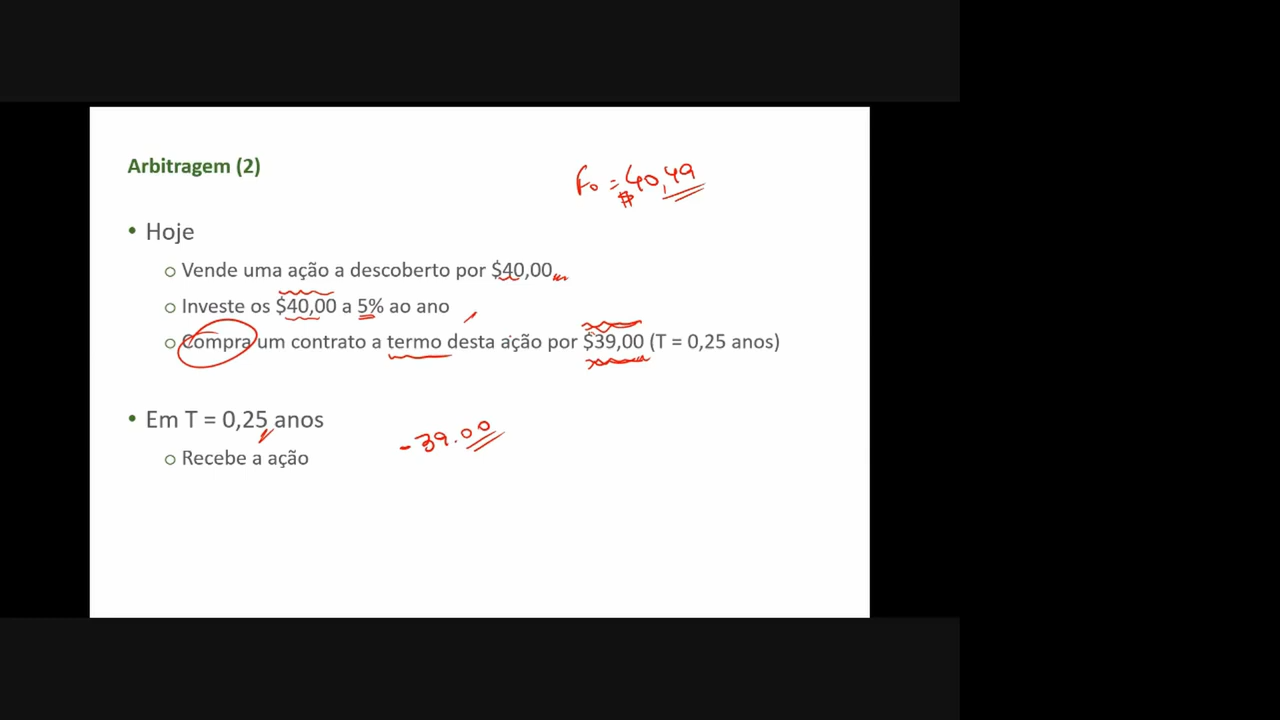 Arbitragem (2)
F₀ = $40,49
• Hoje
o Vende uma ação a descoberto por $40,00
o Investe os $40,00 a 5% ao ano
o Compra um contrato a termo desta ação por $39,00 (T = 0,25 anos)
• Em T = 0,25 anos
-39.00
o Recebe a ação